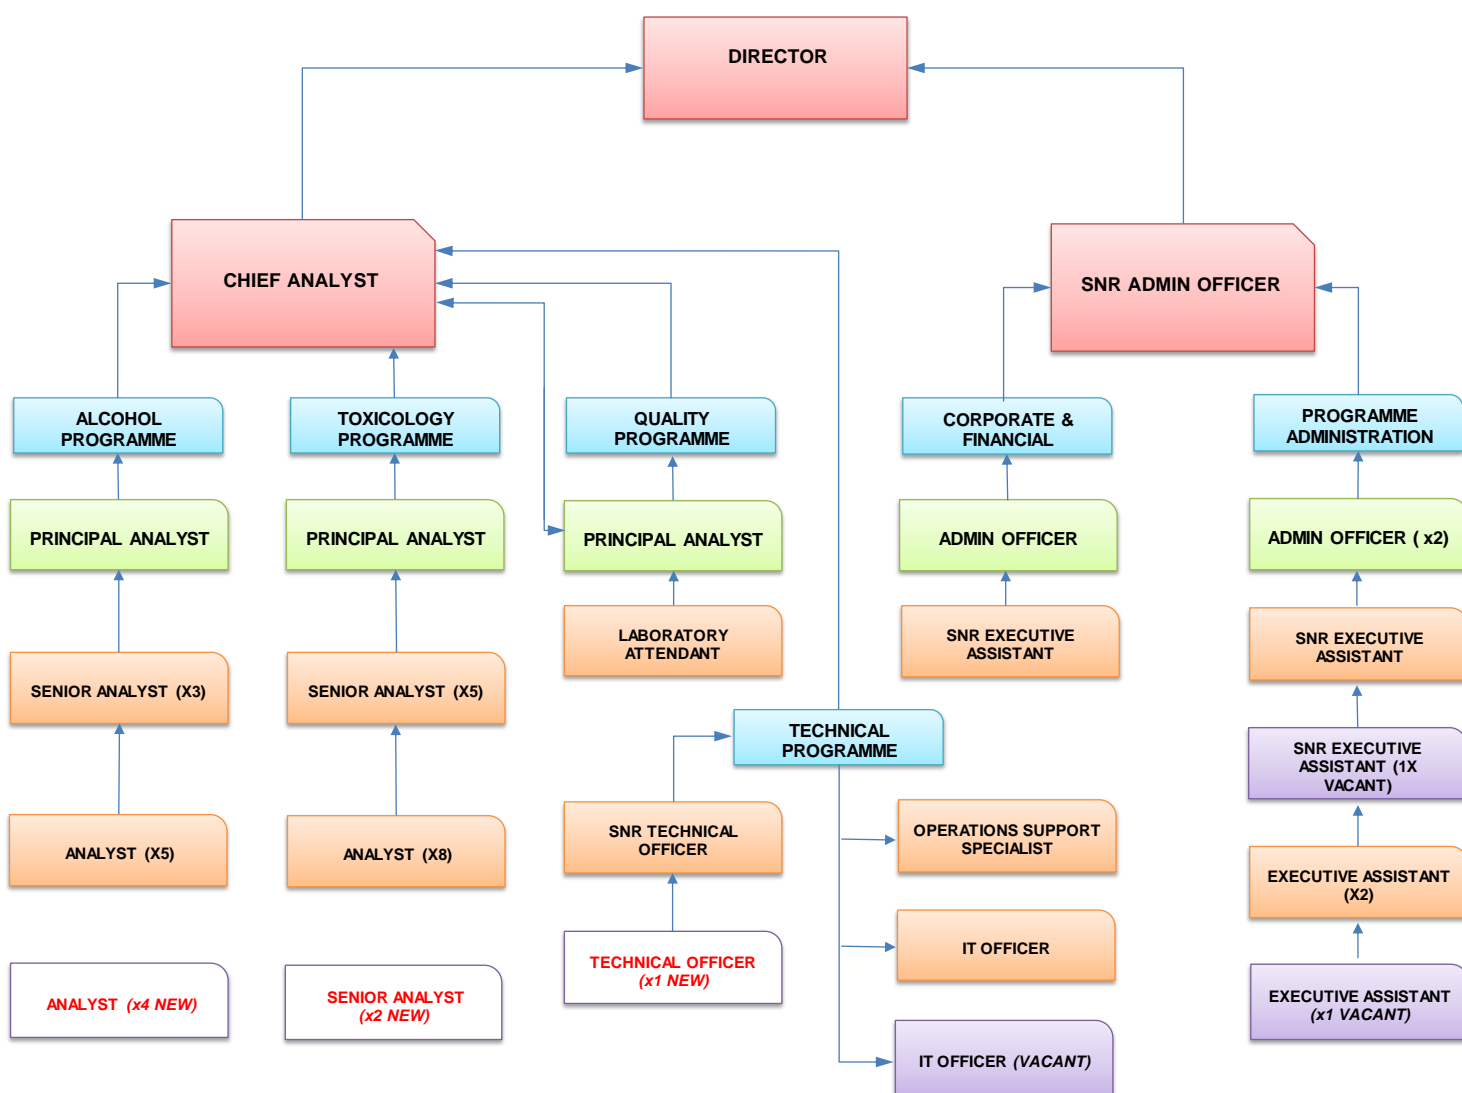 DIRECTOR
CHIEF ANALYST
SNR ADMIN OFFICER
ALCOHOL
PROGRAMME
TOXICOLOGY
PROGRAMME
QUALITY
PROGRAMME
CORPORATE &
FINANCIAL
PROGRAMME
ADMINISTRATION
PRINCIPAL ANALYST
PRINCIPAL ANALYST
PRINCIPAL ANALYST
ADMIN OFFICER
ADMIN OFFICER ( x2)
LABORATORY
ATTENDANT
SNR EXECUTIVE
ASSISTANT
SNR EXECUTIVE
ASSISTANT
SENIOR ANALYST (X3)
SENIOR ANALYST (X5)
TECHNICAL
PROGRAMME
SNR EXECUTIVE
ASSISTANT (1X
VACANT)
ANALYST (X5)
ANALYST (X8)
SNR TECHNICAL
OFFICER
OPERATIONS SUPPORT
SPECIALIST
EXECUTIVE ASSISTANT
(X2)
ANALYST (x4 NEW)
SENIOR ANALYST
(x2 NEW)
TECHNICAL OFFICER
(x1 NEW)
IT OFFICER
EXECUTIVE ASSISTANT
(x1 VACANT)
IT OFFICER (VACANT)